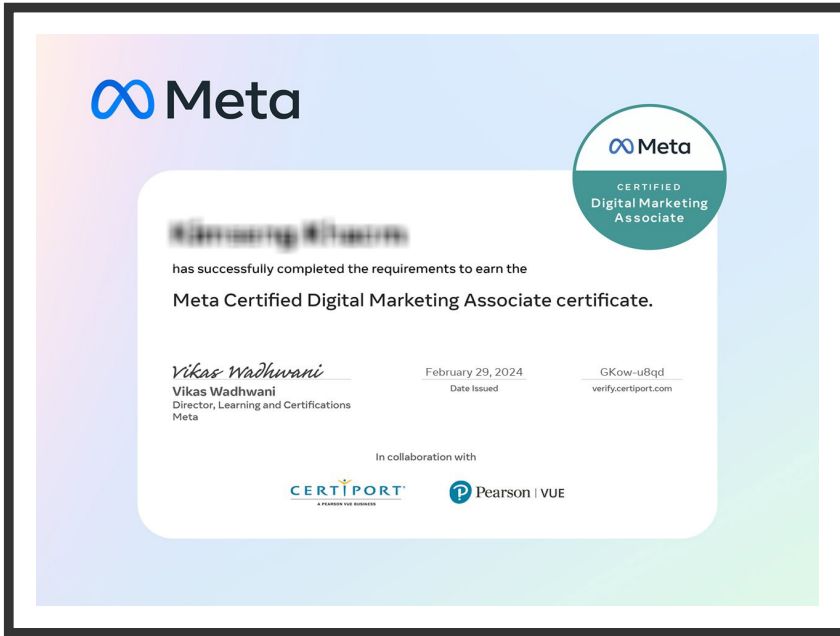 Meta
Meta
CERTIFIED
Digital Marketing
Associate
has successfully completed the requirements to earn the
Meta Certified Digital Marketing Associate certificate.
Vikas Wadhwani
Vikas Wadhwani
Director, Learning and Certifications
Meta
February 29, 2024
Date Issued
GKow-u8qd
verify.certiport.com
In collaboration with
CERTIPORT
A PEARSON VUE BUSINESS
Pearson | VUE